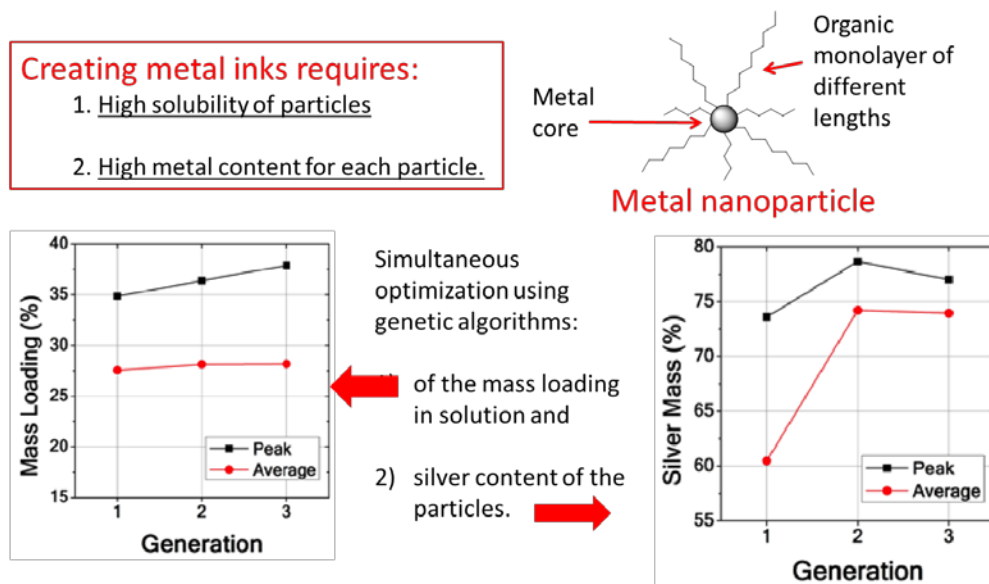 Creating metal inks requires:
1. High solubility of particles
2. High metal content for each particle.
Organic
monolayer of
different
lengths
Metal
core
Metal nanoparticle
40
35
30
25
20
15
Mass Loading (%)
Peak
Average
1 2 3
Generation
Simultaneous
optimization using
genetic algorithms:
of the mass loading
in solution and
2) silver content of the
particles.
80
75
70
65
60
55
Silver Mass (%)
Peak
Average
1 2 3
Generation